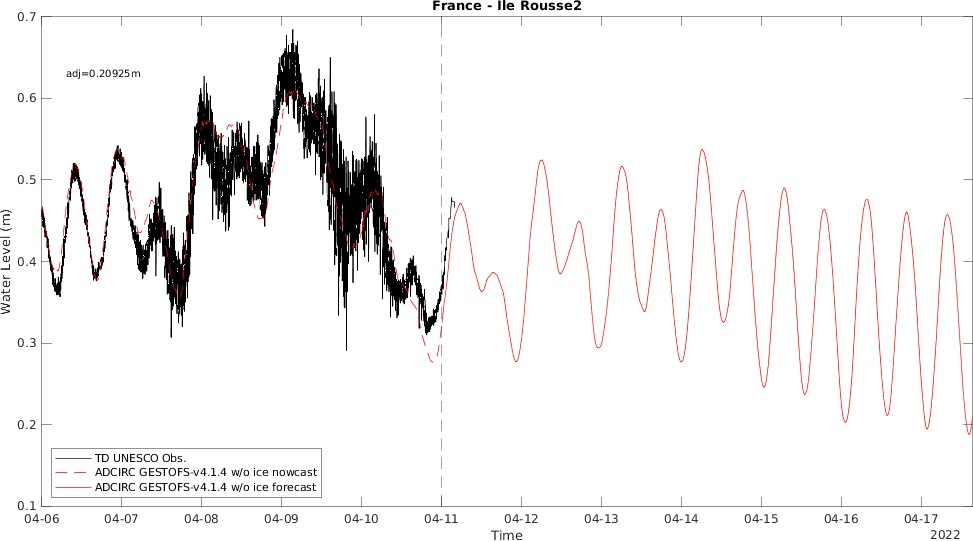 France - Ile Rousse2
adj=0.20925m
0.7
0.6
0.5
0.4
0.3
0.2
0.1
Water Level (m)
TD UNESCO Obs.
ADCIRC GESTOFS-v4.1.4 w/o ice nowcast
ADCIRC GESTOFS-v4.1.4 w/o ice forecast
04-06 04-07 04-08 04-09 04-10 04-11 04-12 04-13 04-14 04-15 04-16 04-17
Time
2022